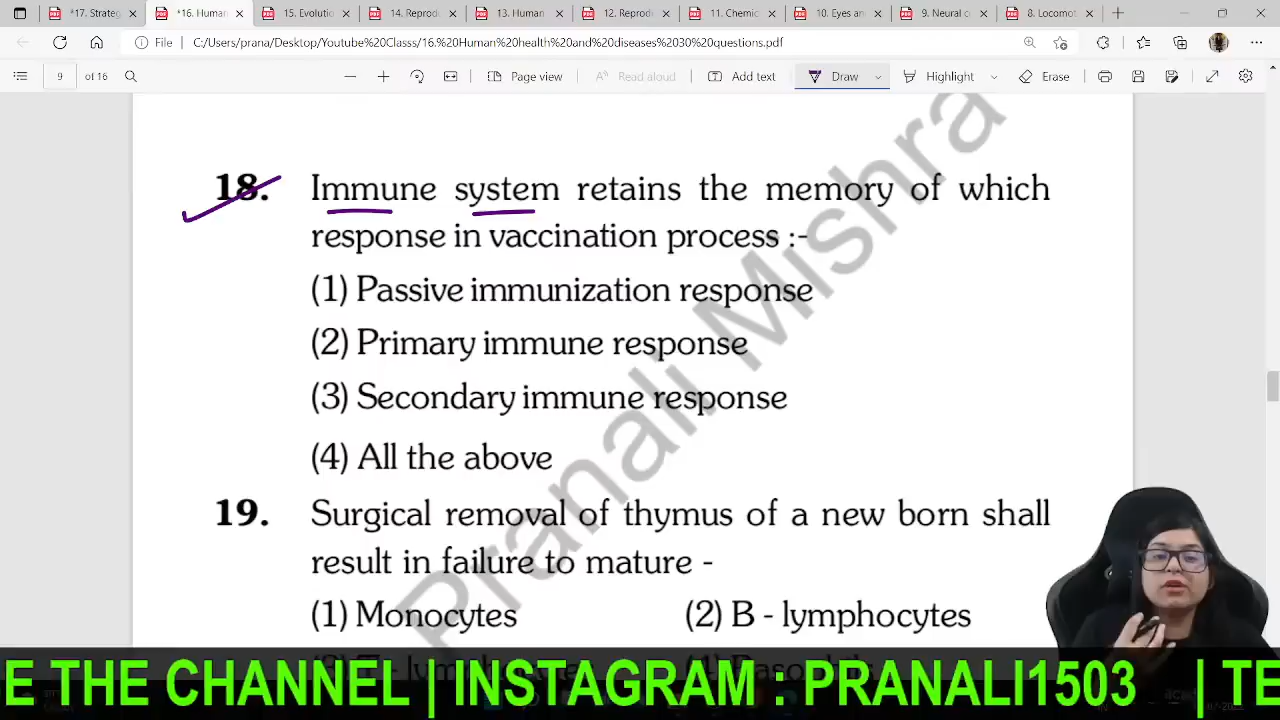 *17. Strate
*16. Human
15. Evolutio
14. Reprodu
13. Human
12. Reprodu
11. Chemic
10. Eyes an
9. Neural co
8. Locomot
File C:/Users/prana/Desktop/Youtube%20Classs/16.%20Human%20health%20and%20diseases%2030%20questions.pdf
9 of 16 Page view Read aloud Add text Draw Highlight Erase
18. Immune system retains the memory of which
response in vaccination process :-
(1) Passive immunization response
(2) Primary immune response
(3) Secondary immune response
(4) All the above
19. Surgical removal of thymus of a new born shall
result in failure to mature -
(1) Monocytes (2) B - lymphocytes
Pranali Mishra
E THE CHANNEL | INSTAGRAM : PRANALI1503 | TE